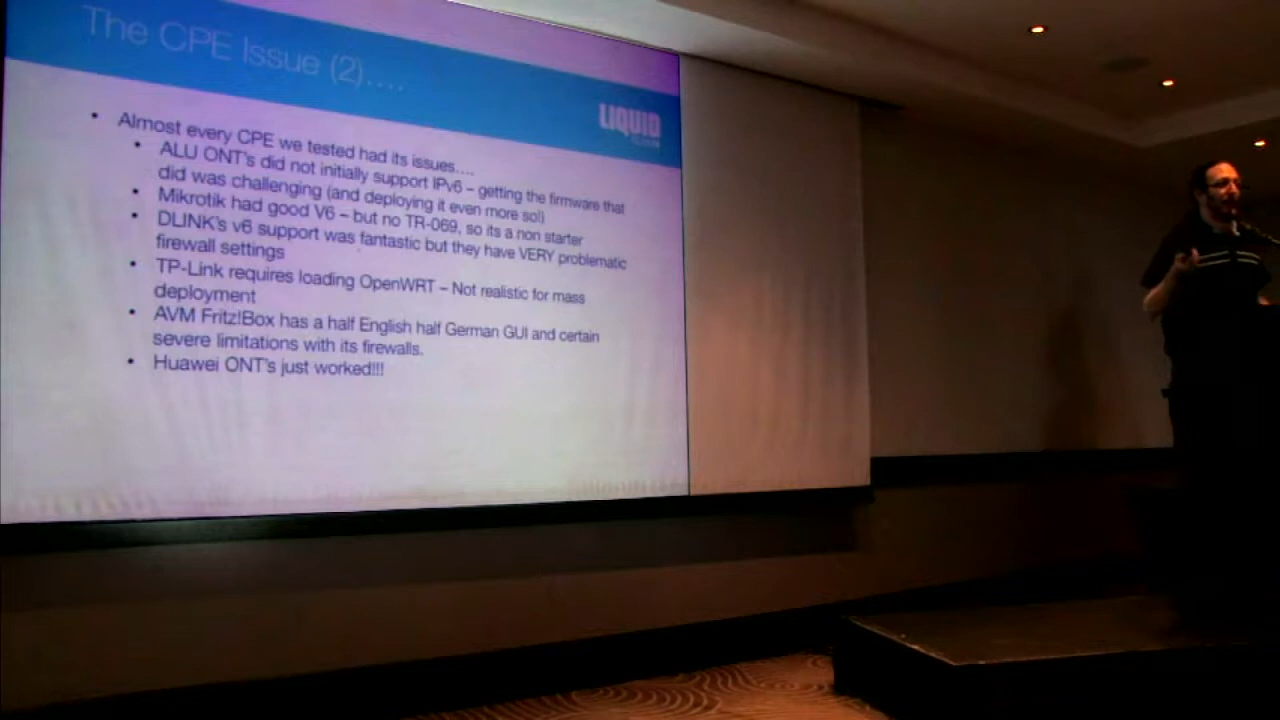 The CPE Issue (2)....
LIQUID
• Almost every CPE we tested had its issues....
• ALU ONT's did not initially support IPv6 – getting the firmware that
did was challenging (and deploying it even more so!)
• Mikrotik had good V6 – but no TR-069, so its a non starter
• DLINK's v6 support was fantastic but they have VERY problematic
firewall settings
• TP-Link requires loading OpenWRT – Not realistic for mass
deployment
• AVM Fritz!Box has a half English half German GUI and certain
severe limitations with its firewalls.
• Huawei ONT's just worked!!!